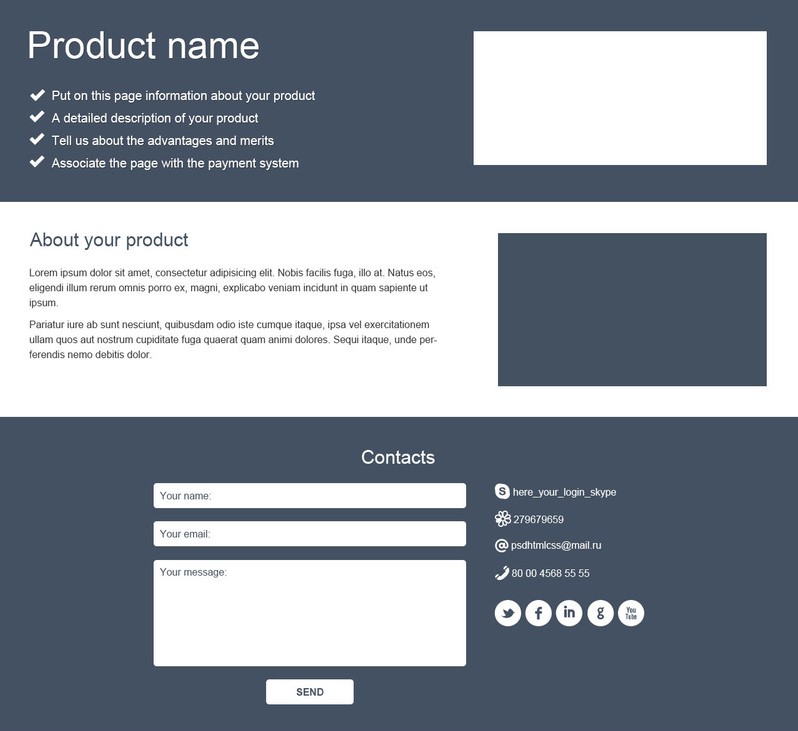 Product name
Put on this page information about your product
A detailed description of your product
Tell us about the advantages and merits
Associate the page with the payment system
About your product
Lorem ipsum dolor sit amet, consectetur adipisicing elit. Nobis facilis fuga, illo at. Natus eos,
eligendi illum rerum omnis porro ex, magni, explicabo veniam incidunt in quam sapiente ut
ipsum.
Pariatur iure ab sunt nesciunt, quibusdam odio iste cumque itaque, ipsa vel exercitationem
ullam quos aut nostrum cupiditate fuga quaerat quam animi dolores. Sequi itaque, unde per-
ferendis nemo debitis dolor.
Contacts
Your name:
Your email:
Your message:
SEND
here_your_login_skype
279679659
psdhtmlcss@mail.ru
80 00 4568 55 55
You
Tube